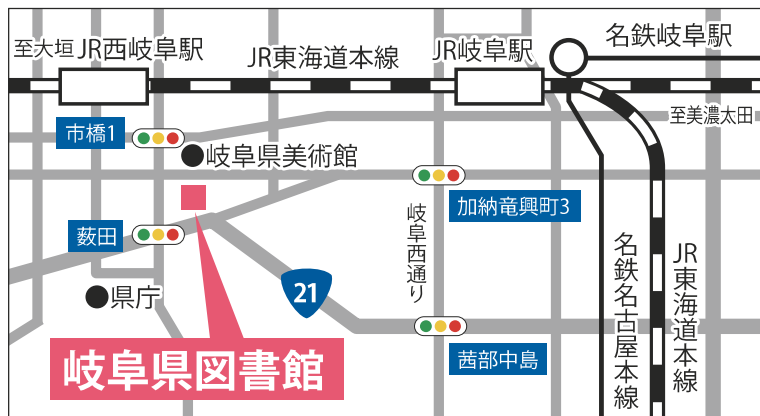 至大垣
JR西岐阜駅
JR東海道本線
JR岐阜駅
名鉄岐阜駅
至美濃太田
市橋1
岐阜県美術館
加納竜興町3
薮田
岐阜西通り
県庁
21
名鉄名古屋本線
JR東海道本線
岐阜県図書館
茜部中島